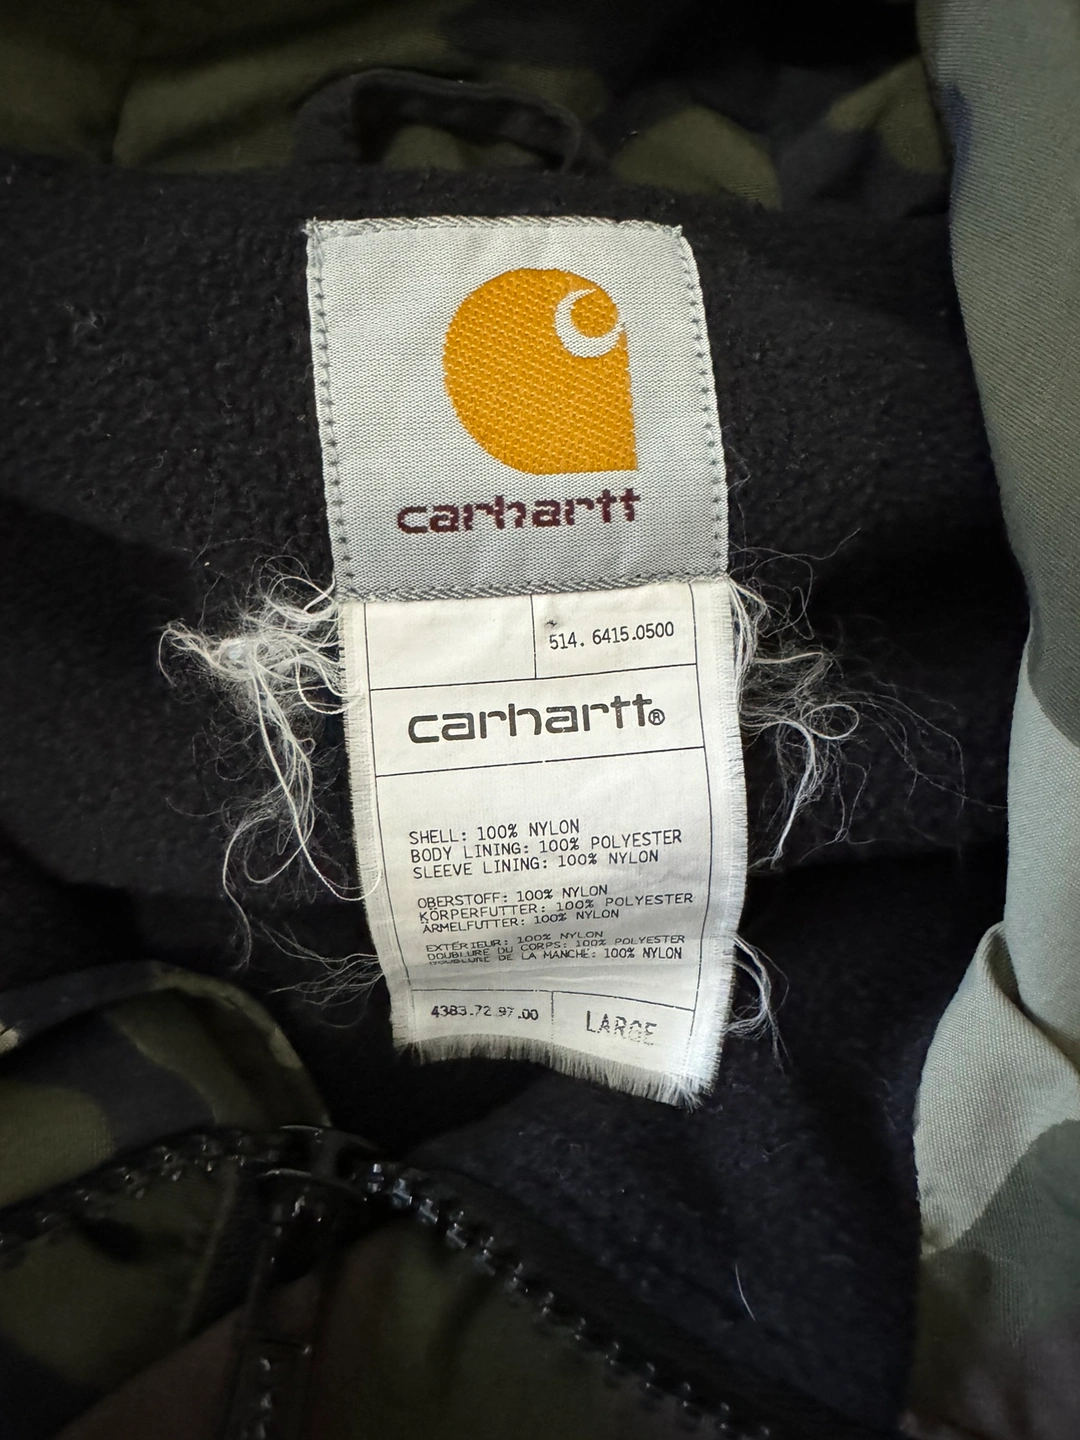 carhartt
514. 6415.0500
carhartt®
SHELL: 100% NYLON
BODY LINING: 100% POLYESTER
SLEEVE LINING: 100% NYLON
OBERSTOFF: 100% NYLON
KÖRPERFUTTER: 100% POLYESTER
ÄRMELFUTTER: 100% NYLON
EXTÉRIEUR: 100% NYLON
DOUBLURE DU CORPS: 100% POLYESTER
DOUBLURE DE LA MANCHE: 100% NYLON
4383.72.97.00
LARGE